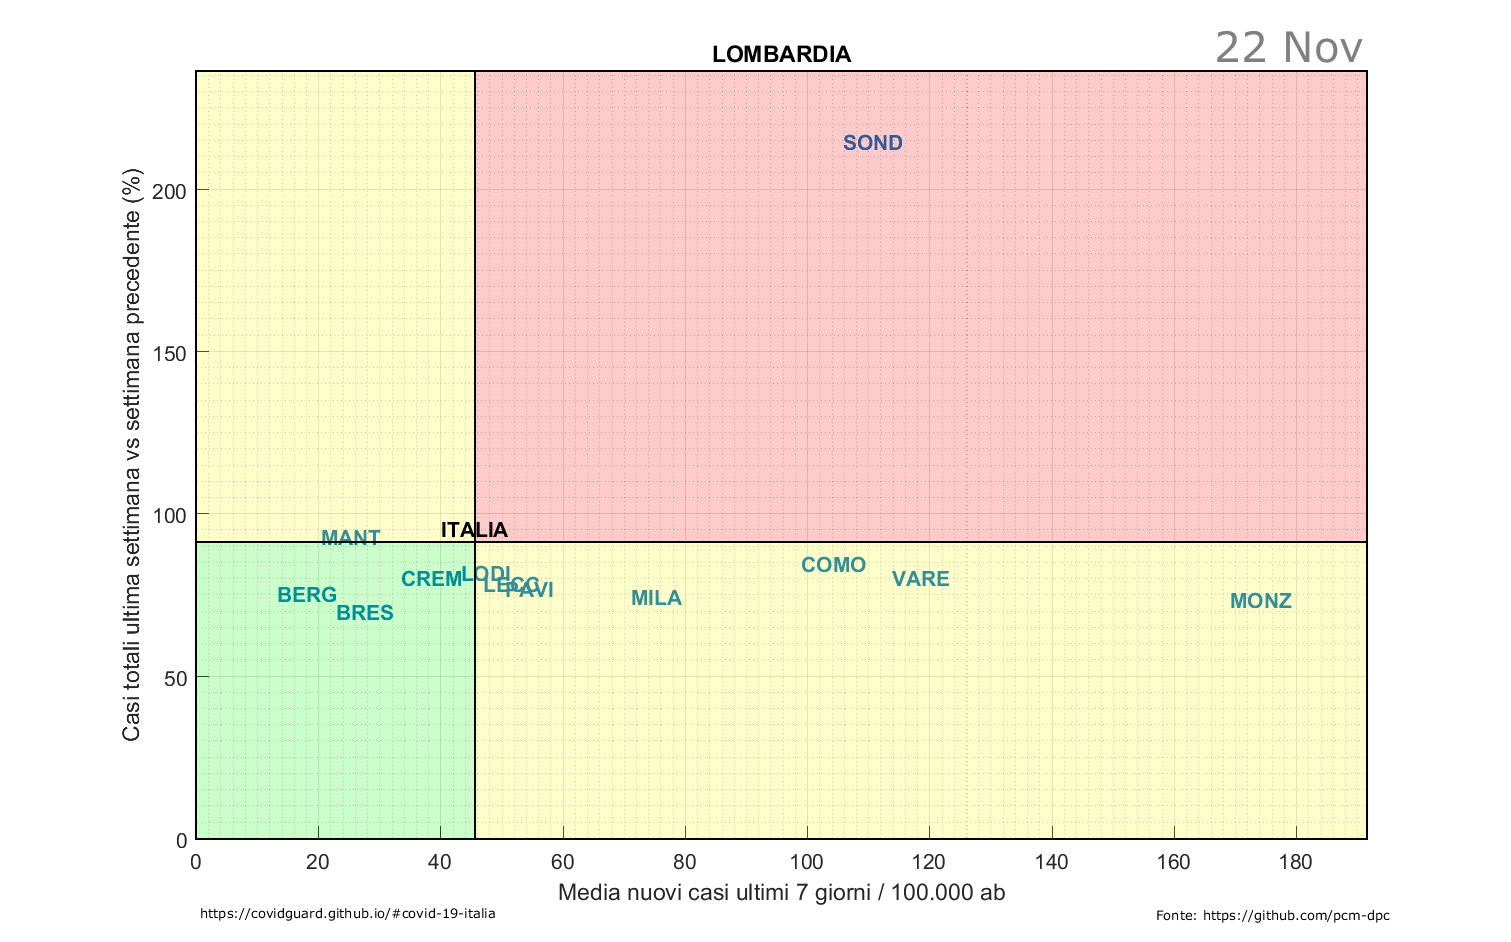 LOMBARDIA
22 Nov
Casi totali ultima settimana vs settimana precedente (%)
200
150
100
50
0
SOND
MANT
ITALIA
BERG
BRES
CREM
LODI
LECC
PAVI
MILA
COMO
VARE
MONZ
0 20 40 60 80 100 120 140 160 180
Media nuovi casi ultimi 7 giorni / 100.000 ab
https://covidguard.github.io/#covid-19-italia
Fonte: https://github.com/pcm-dpc